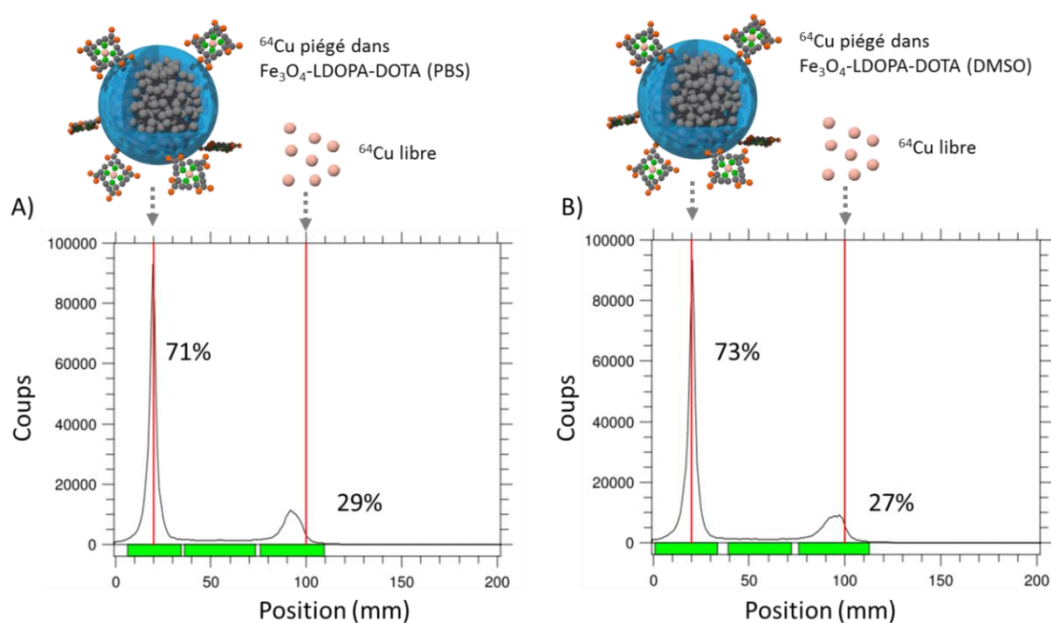 ⁶⁴Cu piégé dans
Fe₃O₄-LDOPA-DOTA (PBS)
⁶⁴Cu libre
A)
100000
80000
60000
40000
20000
0
Coups
71%
29%
0
50
100
150
200
Position (mm)
⁶⁴Cu piégé dans
Fe₃O₄-LDOPA-DOTA (DMSO)
⁶⁴Cu libre
B)
100000
80000
60000
40000
20000
0
Coups
73%
27%
0
50
100
150
200
Position (mm)